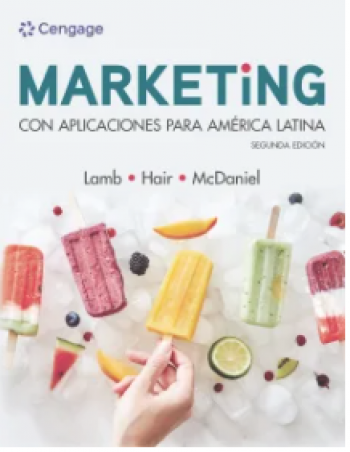 Cengage
MARKETiNG
CON APLICACIONES PARA AMÉRICA LATINA
SEGUNDA EDICIÓN
Lamb • Hair • McDaniel